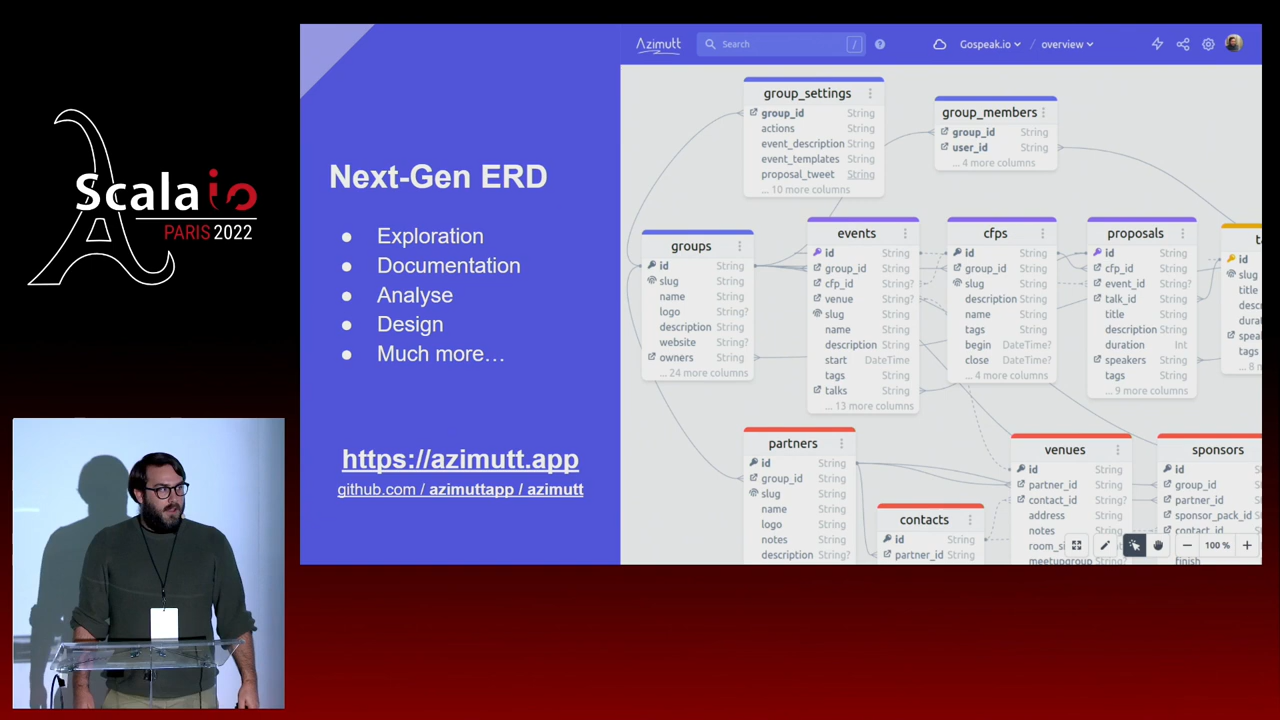 Scala io
PARIS 2022
Next-Gen ERD
● Exploration
● Documentation
● Analyse
● Design
● Much more…
https://azimutt.app
github.com / azimuttapp / azimutt
Azimutt
Search
/
?
Gospeak.io
/ overview
group_settings
group_id String
actions String
event_description String
event_templates String
proposal_tweet String
... 10 more columns
group_members
group_id String
user_id String
... 4 more columns
groups
id String
slug String
name String
logo String?
description String
website String?
owners String
... 24 more columns
events
id String
group_id String
cfp_id String?
venue String?
slug String
name String
description String
start DateTime
tags String
talks String
... 13 more columns
cfps
id String
group_id String
slug String
description String
name String
tags String
begin DateTime?
close DateTime?
... 4 more columns
proposals
id String
cfp_id String
event_id String?
talk_id String
title String
description String
duration Int
speakers String
tags String
... 9 more columns
id
slug
title
tags
partners
id String
group_id String
slug String
name String
logo String
notes String
description String?
contacts
id String
partner_id String
venues
id String
partner_id String
contact_id String?
address String
notes String
meetupgroup String?
sponsors
id
group_id
partner_id
sponsor_pack_id
contact_id
finish
100 %